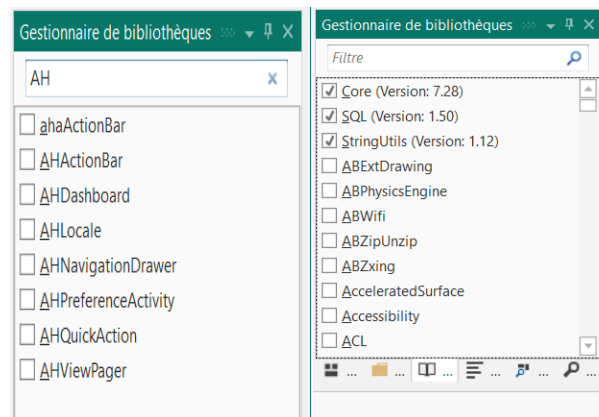 Gestionnaire de bibliothèques
AH
ahaActionBar
AHActionBar
AHDashboard
AHLocale
AHNavigationDrawer
AHPreferenceActivity
AHQuickAction
AHViewPager
Gestionnaire de bibliothèques
Filtre
Core (Version: 7.28)
SQL (Version: 1.50)
StringUtils (Version: 1.12)
ABExtDrawing
ABPhysicsEngine
ABWifi
ABZipUnzip
ABZxing
AcceleratedSurface
Accessibility
ACL
... ... ... ... ... ...